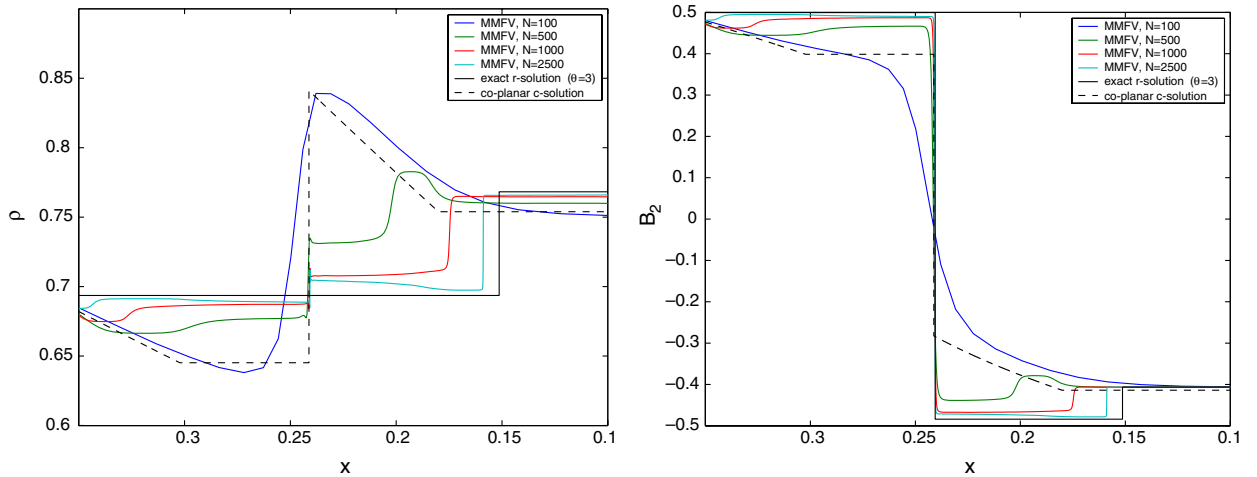 0.9
0.85
0.8
0.75
0.7
0.65
0.6
0.3
0.25
0.2
0.15
0.1
ρ
x
MMFV, N=100
MMFV, N=500
MMFV, N=1000
MMFV, N=2500
exact r-solution (θ=3)
co-planar c-solution
0.5
0.4
0.3
0.2
0.1
0
−0.1
−0.2
−0.3
−0.4
−0.5
0.3
0.25
0.2
0.15
0.1
B2
x
MMFV, N=100
MMFV, N=500
MMFV, N=1000
MMFV, N=2500
exact r-solution (θ=3)
co-planar c-solution